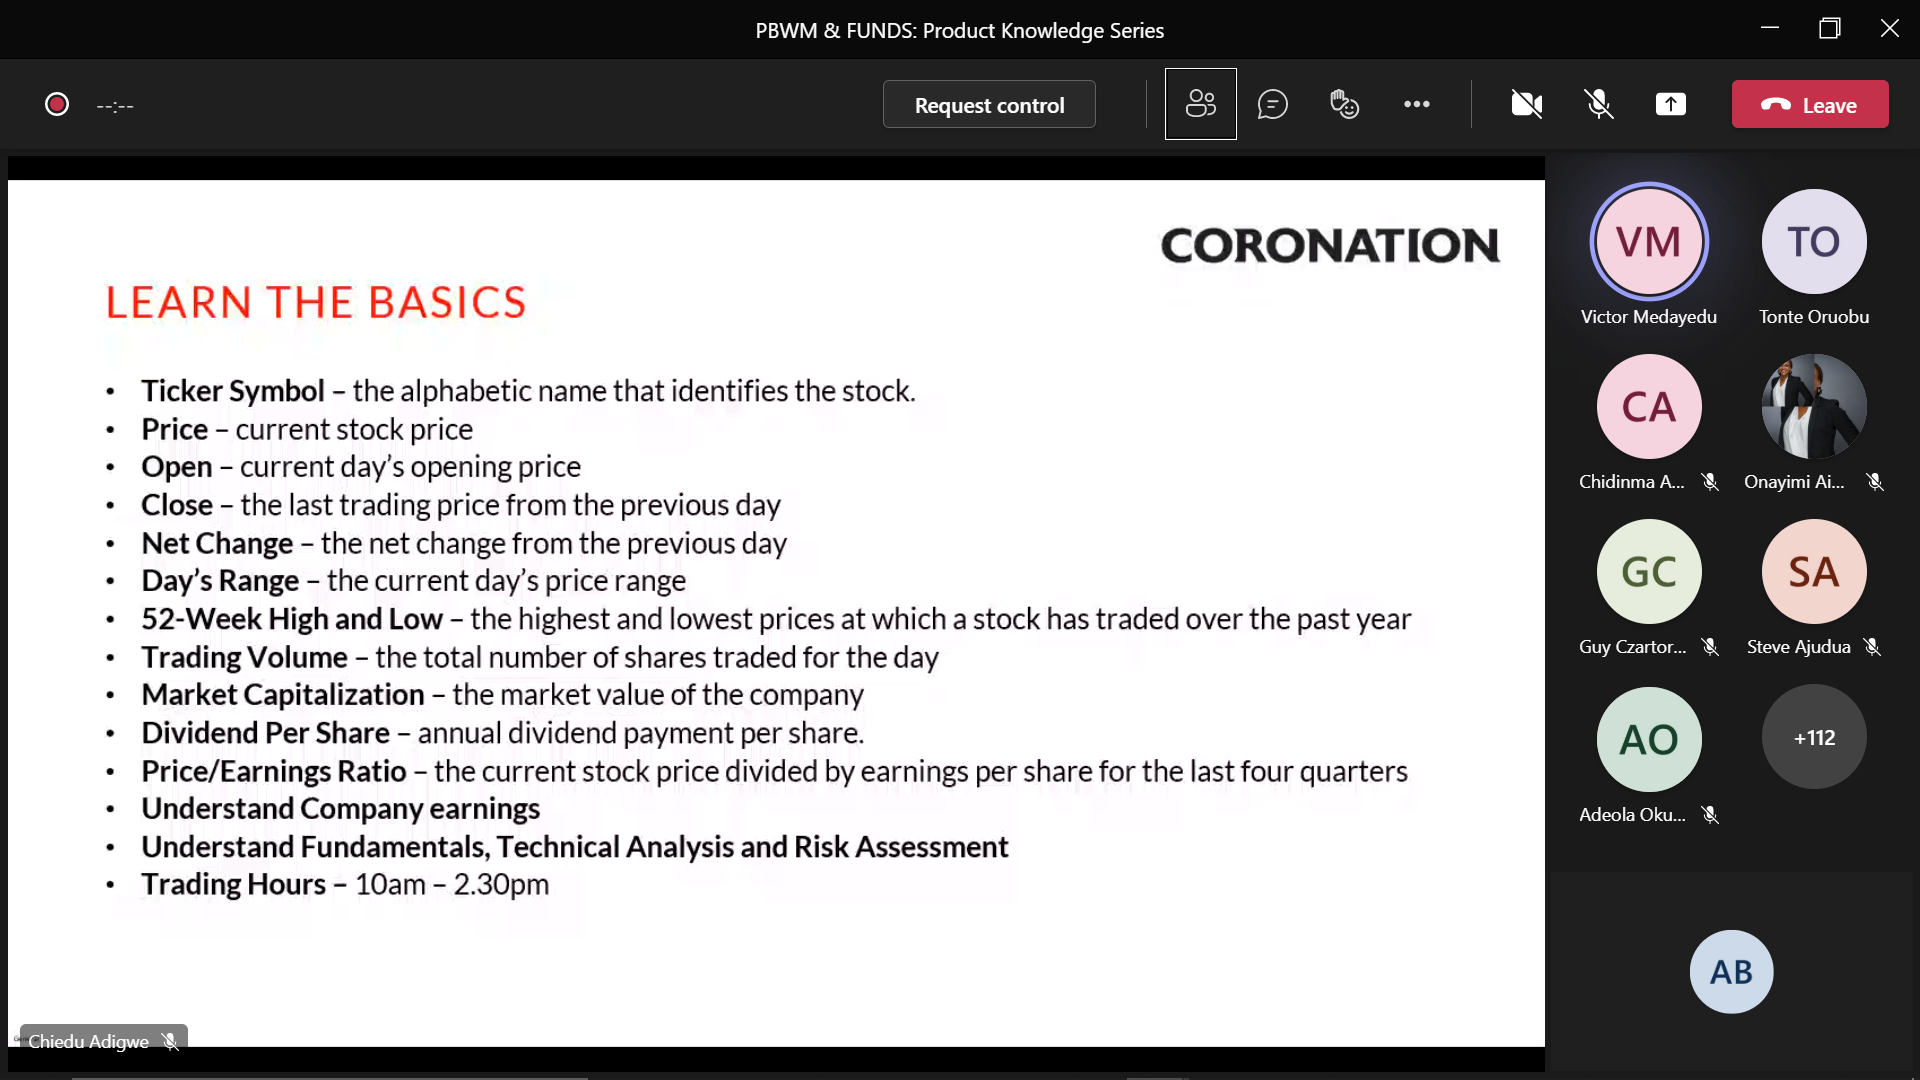 PBWM & FUNDS: Product Knowledge Series
--:--
Request control
Leave
CORONATION
LEARN THE BASICS
• Ticker Symbol – the alphabetic name that identifies the stock.
• Price – current stock price
• Open – current day's opening price
• Close – the last trading price from the previous day
• Net Change – the net change from the previous day
• Day's Range – the current day's price range
• 52-Week High and Low – the highest and lowest prices at which a stock has traded over the past year
• Trading Volume – the total number of shares traded for the day
• Market Capitalization – the market value of the company
• Dividend Per Share – annual dividend payment per share.
• Price/Earnings Ratio – the current stock price divided by earnings per share for the last four quarters
• Understand Company earnings
• Understand Fundamentals, Technical Analysis and Risk Assessment
• Trading Hours – 10am – 2.30pm
Chiedu Adigwe
VM
TO
Victor Medayedu
Tonte Oruobu
CA
Chidinma A...
Onayimi Ai...
GC
SA
Guy Czartor...
Steve Ajudua
AO
+112
Adeola Oku...
AB